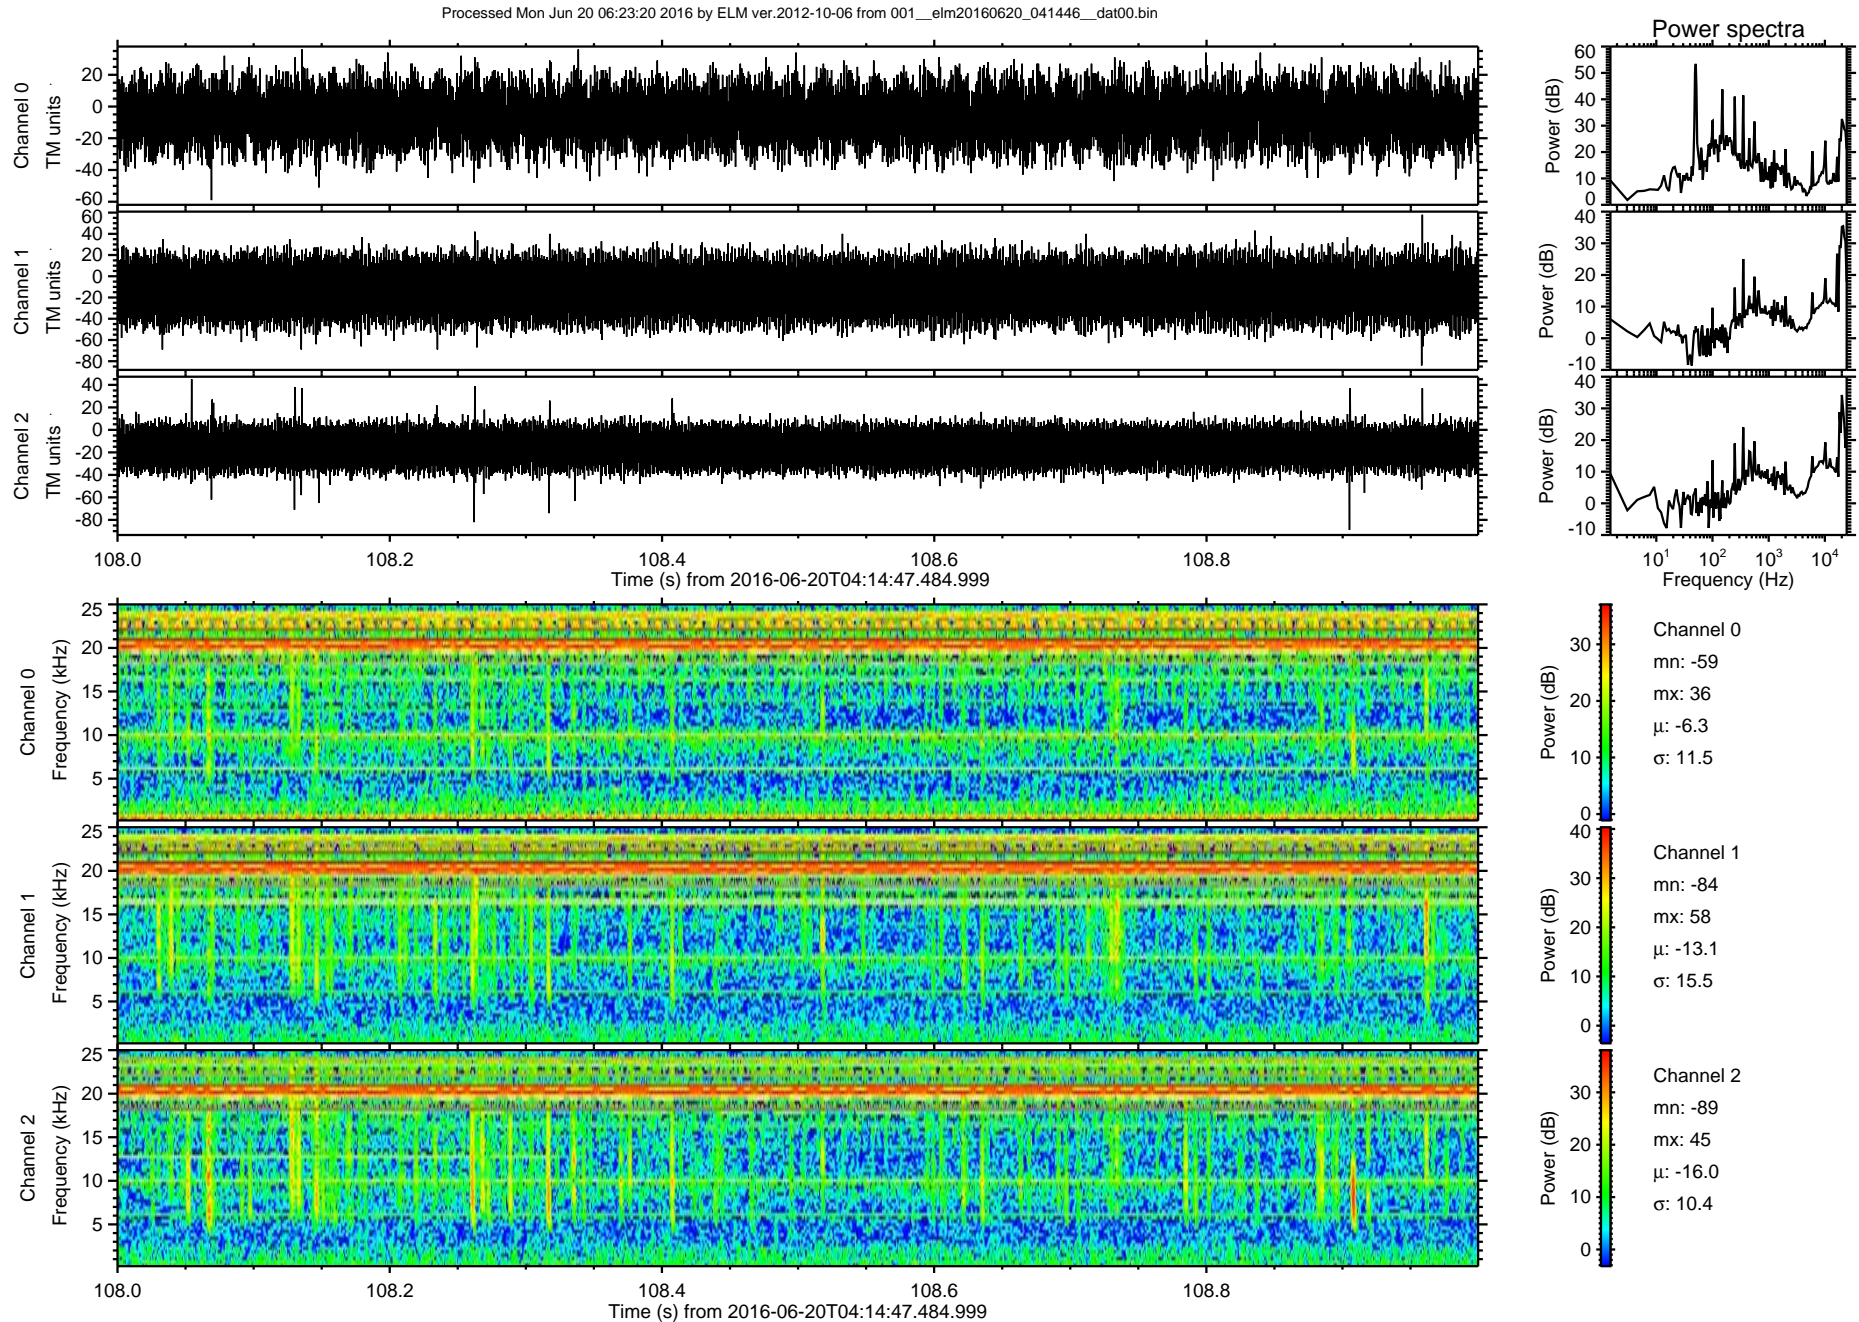 Processed Mon Jun 20 06:23:20 2016 by ELM ver.2012-10-06 from 001__elm20160620_041446__dat00.bin
Power spectra
Channel 0
TM units
20
0
-20
-40
-60
Power (dB)
60
50
40
30
20
10
0
Channel 1
TM units
60
40
20
0
-20
-40
-60
-80
Power (dB)
40
30
20
10
0
-10
Channel 2
TM units
40
20
0
-20
-40
-60
-80
Power (dB)
40
30
20
10
0
-10
108.0 108.2 108.4 108.6 108.8
Time (s) from 2016-06-20T04:14:47.484.999
10¹ 10² 10³ 10⁴
Frequency (Hz)
Channel 0
Frequency (kHz)
25
20
15
10
5
Power (dB)
30
20
10
0
Channel 0
mn: -59
mx: 36
μ: -6.3
σ: 11.5
Channel 1
Frequency (kHz)
25
20
15
10
5
Power (dB)
40
30
20
10
0
Channel 1
mn: -84
mx: 58
μ: -13.1
σ: 15.5
Channel 2
Frequency (kHz)
25
20
15
10
5
Power (dB)
30
20
10
0
Channel 2
mn: -89
mx: 45
μ: -16.0
σ: 10.4
108.0 108.2 108.4 108.6 108.8
Time (s) from 2016-06-20T04:14:47.484.999